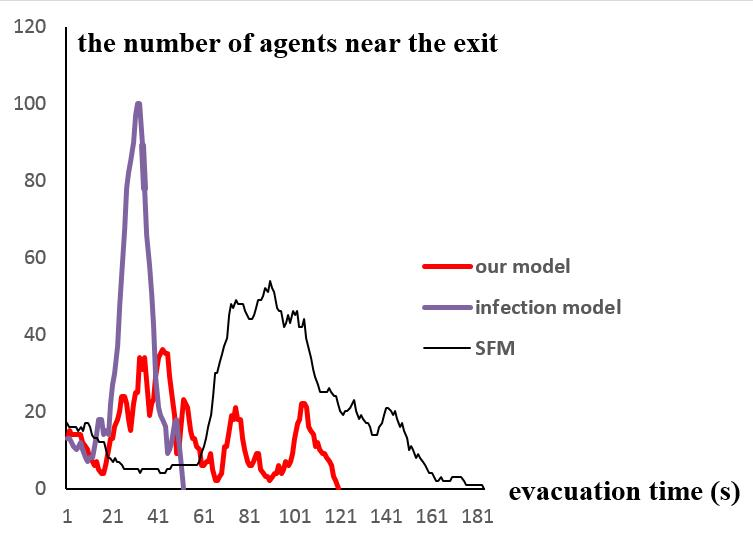 120
the number of agents near the exit
100
80
60
our model
infection model
40
SFM
20
0
evacuation time (s)
1 21 41 61 81 101 121 141 161 181